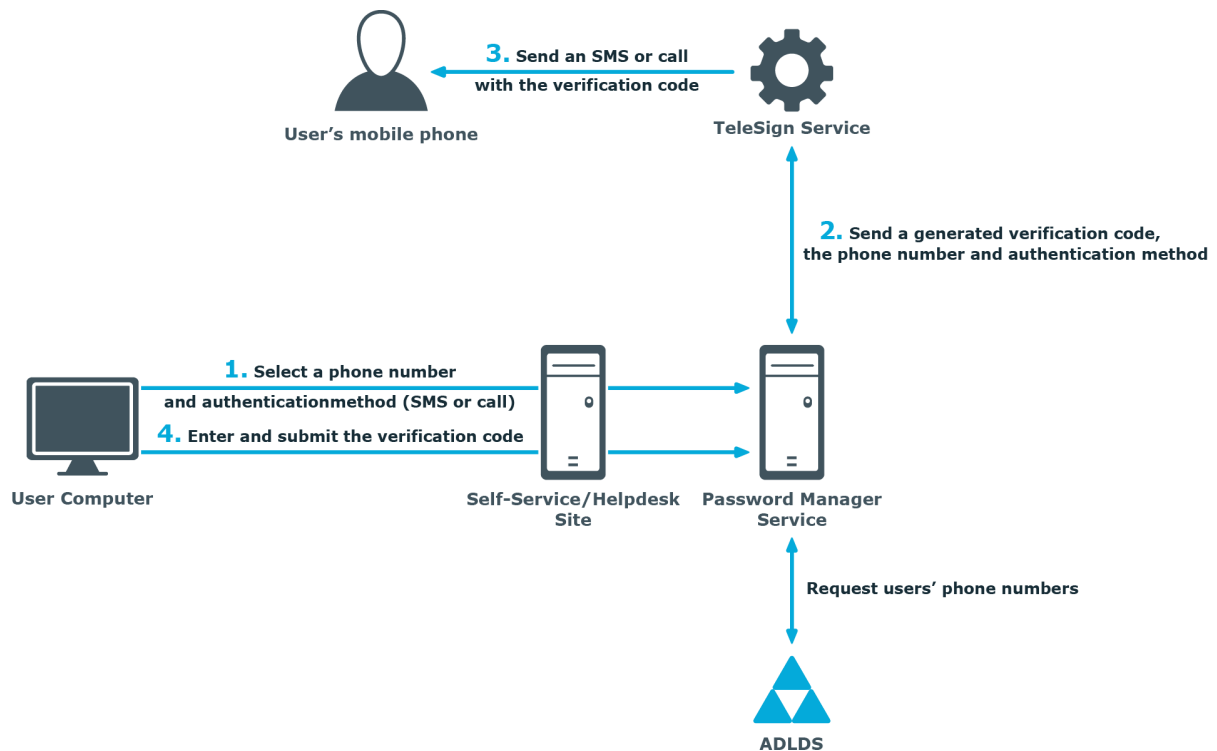 3. Send an SMS or call
with the verification code
User's mobile phone
TeleSign Service
2. Send a generated verification code,
the phone number and authentication method
1. Select a phone number
and authenticationmethod (SMS or call)
4. Enter and submit the verification code
User Computer
Self-Service/Helpdesk
Site
Password Manager
Service
Request users' phone numbers
ADLDS